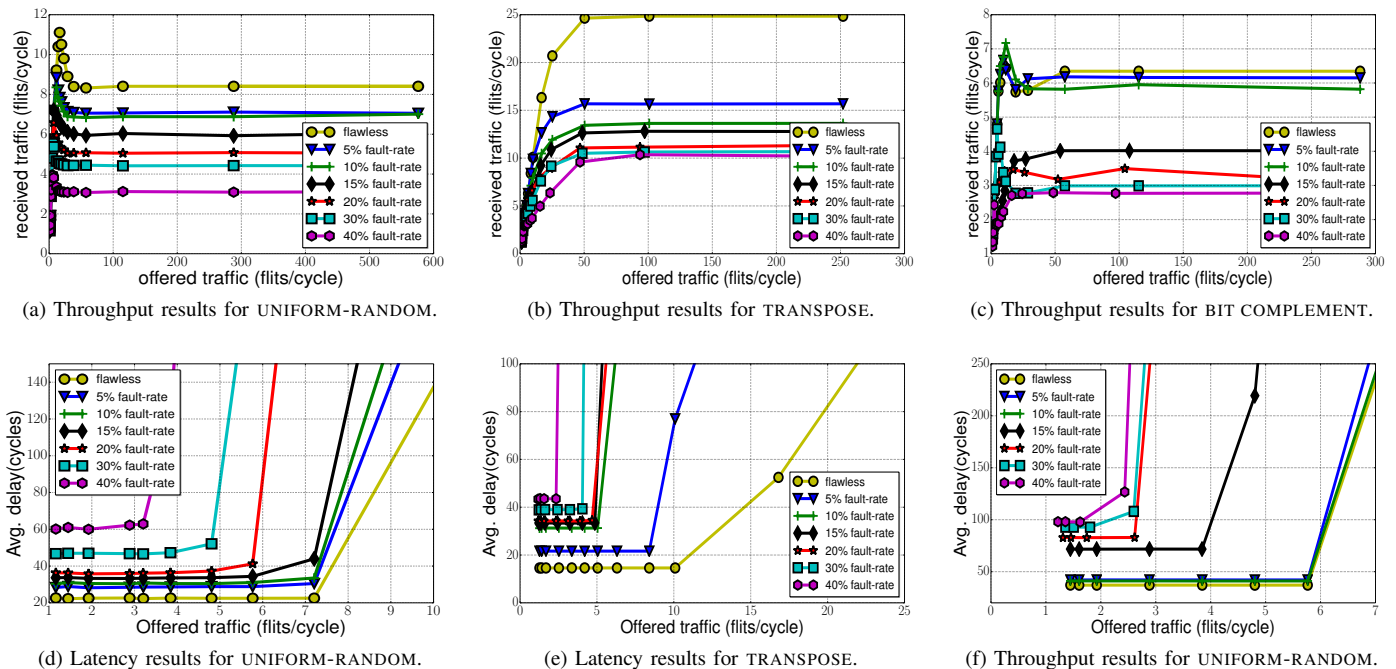 12
10
8
6
4
2
0
0 100 200 300 400 500 600
received traffic (flits/cycle)
offered traffic (flits/cycle)
flawless
5% fault-rate
10% fault-rate
15% fault-rate
20% fault-rate
30% fault-rate
40% fault-rate
(a) Throughput results for UNIFORM-RANDOM.
25
20
15
10
5
0
0 50 100 150 200 250 300
received traffic (flits/cycle)
offered traffic (flits/cycle)
flawless
5% fault-rate
10% fault-rate
15% fault-rate
20% fault-rate
30% fault-rate
40% fault-rate
(b) Throughput results for TRANSPOSE.
8
7
6
5
4
3
2
1
0 50 100 150 200 250 300
received traffic (flits/cycle)
offered traffic (flits/cycle)
flawless
5% fault-rate
10% fault-rate
15% fault-rate
20% fault-rate
30% fault-rate
40% fault-rate
(c) Throughput results for BIT COMPLEMENT.
140
120
100
80
60
40
20
1 2 3 4 5 6 7 8 9 10
Avg. delay(cycles)
Offered traffic (flits/cycle)
flawless
5% fault-rate
10% fault-rate
15% fault-rate
20% fault-rate
30% fault-rate
40% fault-rate
(d) Latency results for UNIFORM-RANDOM.
100
80
60
40
20
0
0 5 10 15 20 25
Avg. delay(cycles)
Offered traffic (flits/cycle)
flawless
5% fault-rate
10% fault-rate
15% fault-rate
20% fault-rate
30% fault-rate
40% fault-rate
(e) Latency results for TRANSPOSE.
250
200
150
100
50
0 1 2 3 4 5 6 7
Avg. delay(cycles)
Offered traffic (flits/cycle)
flawless
5% fault-rate
10% fault-rate
15% fault-rate
20% fault-rate
30% fault-rate
40% fault-rate
(f) Throughput results for UNIFORM-RANDOM.